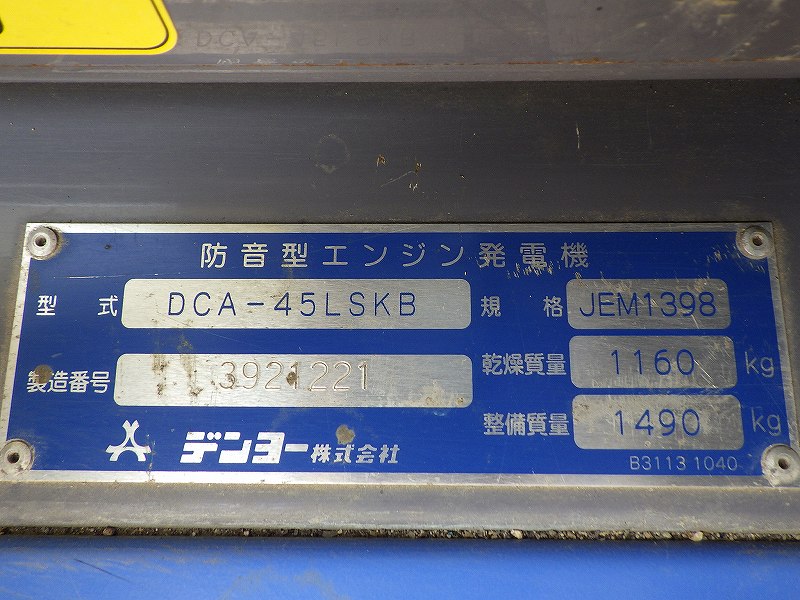 防音型エンジン発電機
型式 DCA-45LSKB 規格 JEM1398
製造番号 3921221 乾燥質量 1160 kg
整備質量 1490 kg
デンヨー株式会社
B3113 1040